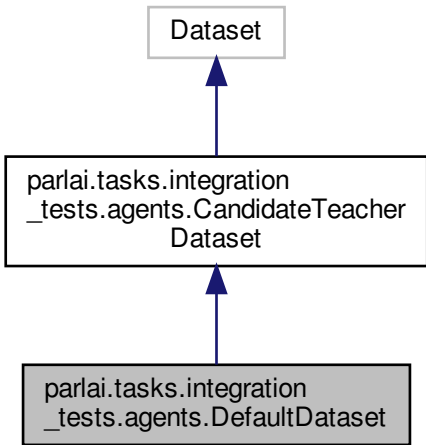 Dataset
parlai.tasks.integration
_tests.agents.CandidateTeacher
Dataset
parlai.tasks.integration
_tests.agents.DefaultDataset